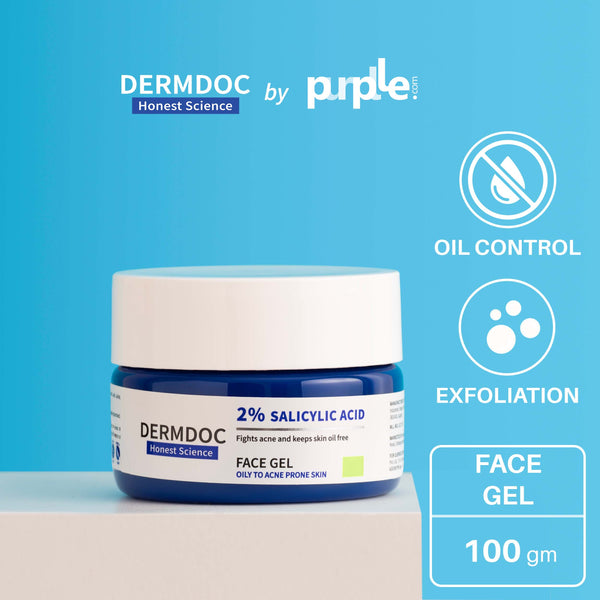 DERMDOC
Honest Science
by
purplle.com
OIL CONTROL
EXFOLIATION
2% SALICYLIC ACID
Fights acne and keeps skin oil free
DERMDOC
Honest Science
FACE GEL
OILY TO ACNE PRONE SKIN
FACE
GEL
100 gm